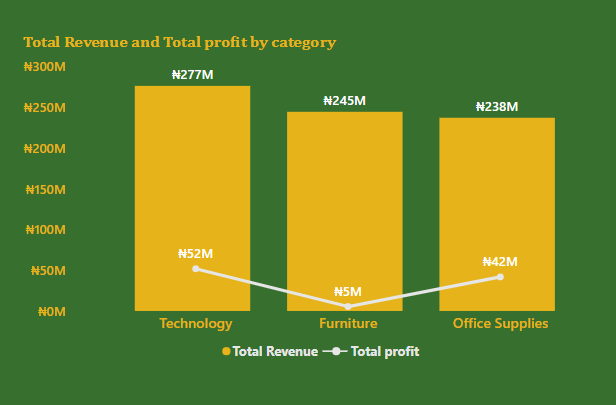 Total Revenue and Total profit by category
₦300M
₦277M
₦250M
₦245M
₦238M
₦200M
₦150M
₦100M
₦50M
₦52M
₦5M
₦42M
₦0M
Technology Furniture Office Supplies
Total Revenue Total profit